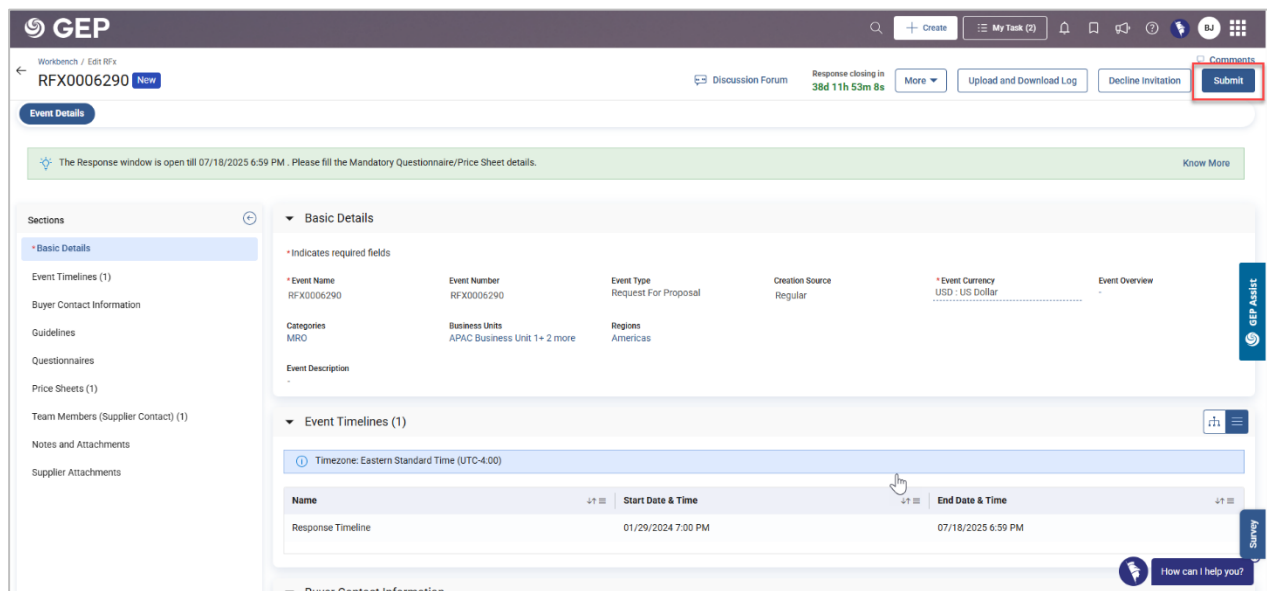 GEP
+ Create
My Task (2)
BJ
Workbench / Edit RFx
RFX0006290 New
Discussion Forum
Response closing in
38d 11h 53m 8s
More
Upload and Download Log
Decline Invitation
Comments
Submit
Event Details
The Response window is open till 07/18/2025 6:59 PM . Please fill the Mandatory Questionnaire/Price Sheet details.
Know More
Sections
*Basic Details
Event Timelines (1)
Buyer Contact Information
Guidelines
Questionnaires
Price Sheets (1)
Team Members (Supplier Contact) (1)
Notes and Attachments
Supplier Attachments
Basic Details
*Indicates required fields
*Event Name
RFX0006290
Event Number
RFX0006290
Event Type
Request For Proposal
Creation Source
Regular
*Event Currency
USD : US Dollar
Event Overview
-
Categories
MRO
Business Units
APAC Business Unit 1+ 2 more
Regions
Americas
Event Description
-
Event Timelines (1)
Timezone: Eastern Standard Time (UTC-4:00)
Name
Start Date & Time
End Date & Time
Response Timeline
01/29/2024 7:00 PM
07/18/2025 6:59 PM
Buyer Contact Information
GEP Assist
Survey
How can I help you?